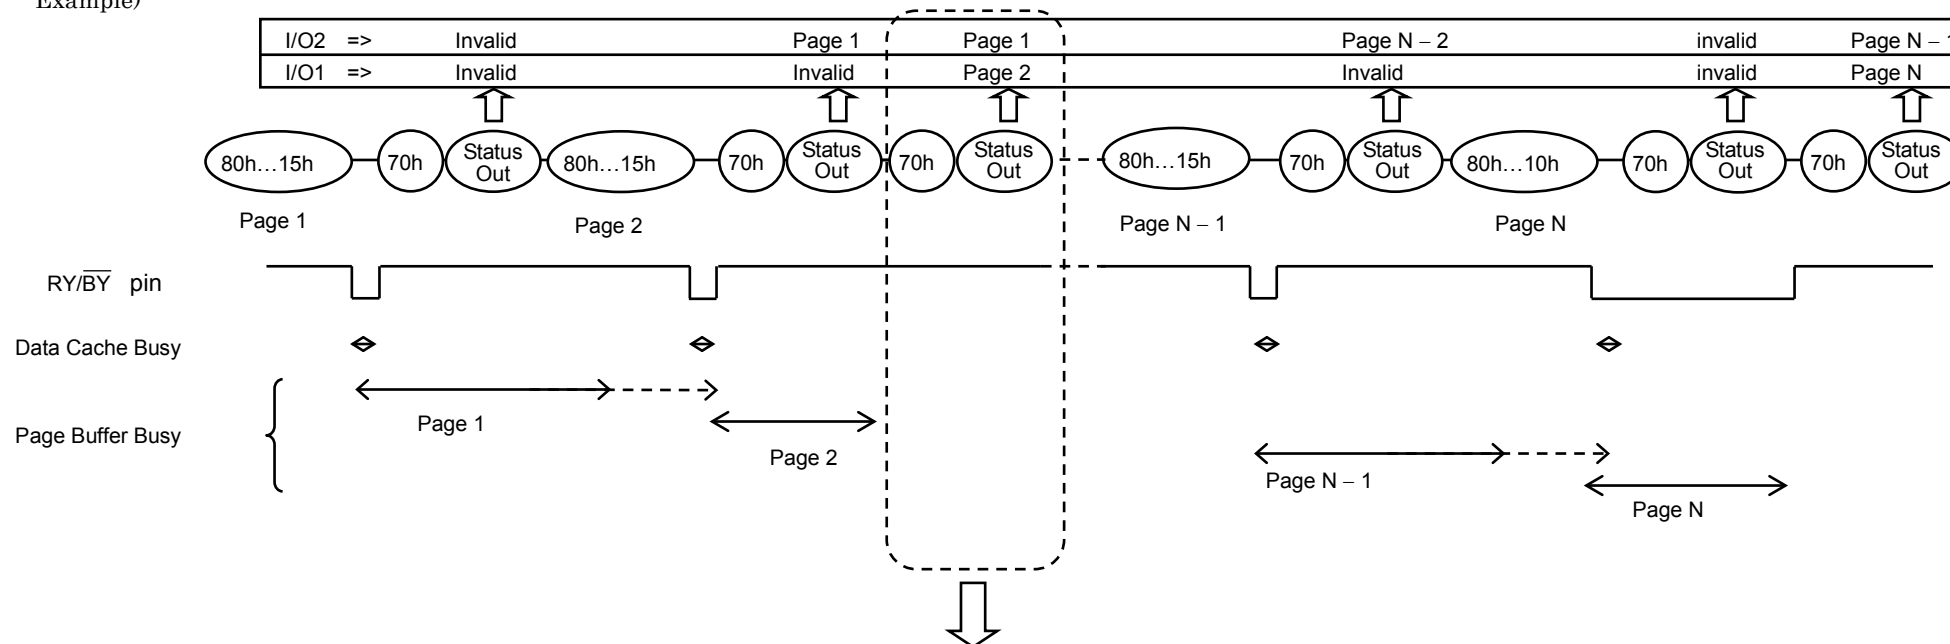 Example)
I/O2 => Invalid Page 1 Page 1 Page N – 2 invalid Page N – 1
I/O1 => Invalid Invalid Page 2 Invalid invalid Page N
80h…15h 70h Status Out 80h…15h 70h Status Out 70h Status Out 80h…15h 70h Status Out 80h…10h 70h Status Out 70h Status Out
Page 1 Page 2 Page N – 1 Page N
RY/BY pin
Data Cache Busy
Page Buffer Busy
Page 1
Page 2
Page N – 1
Page N